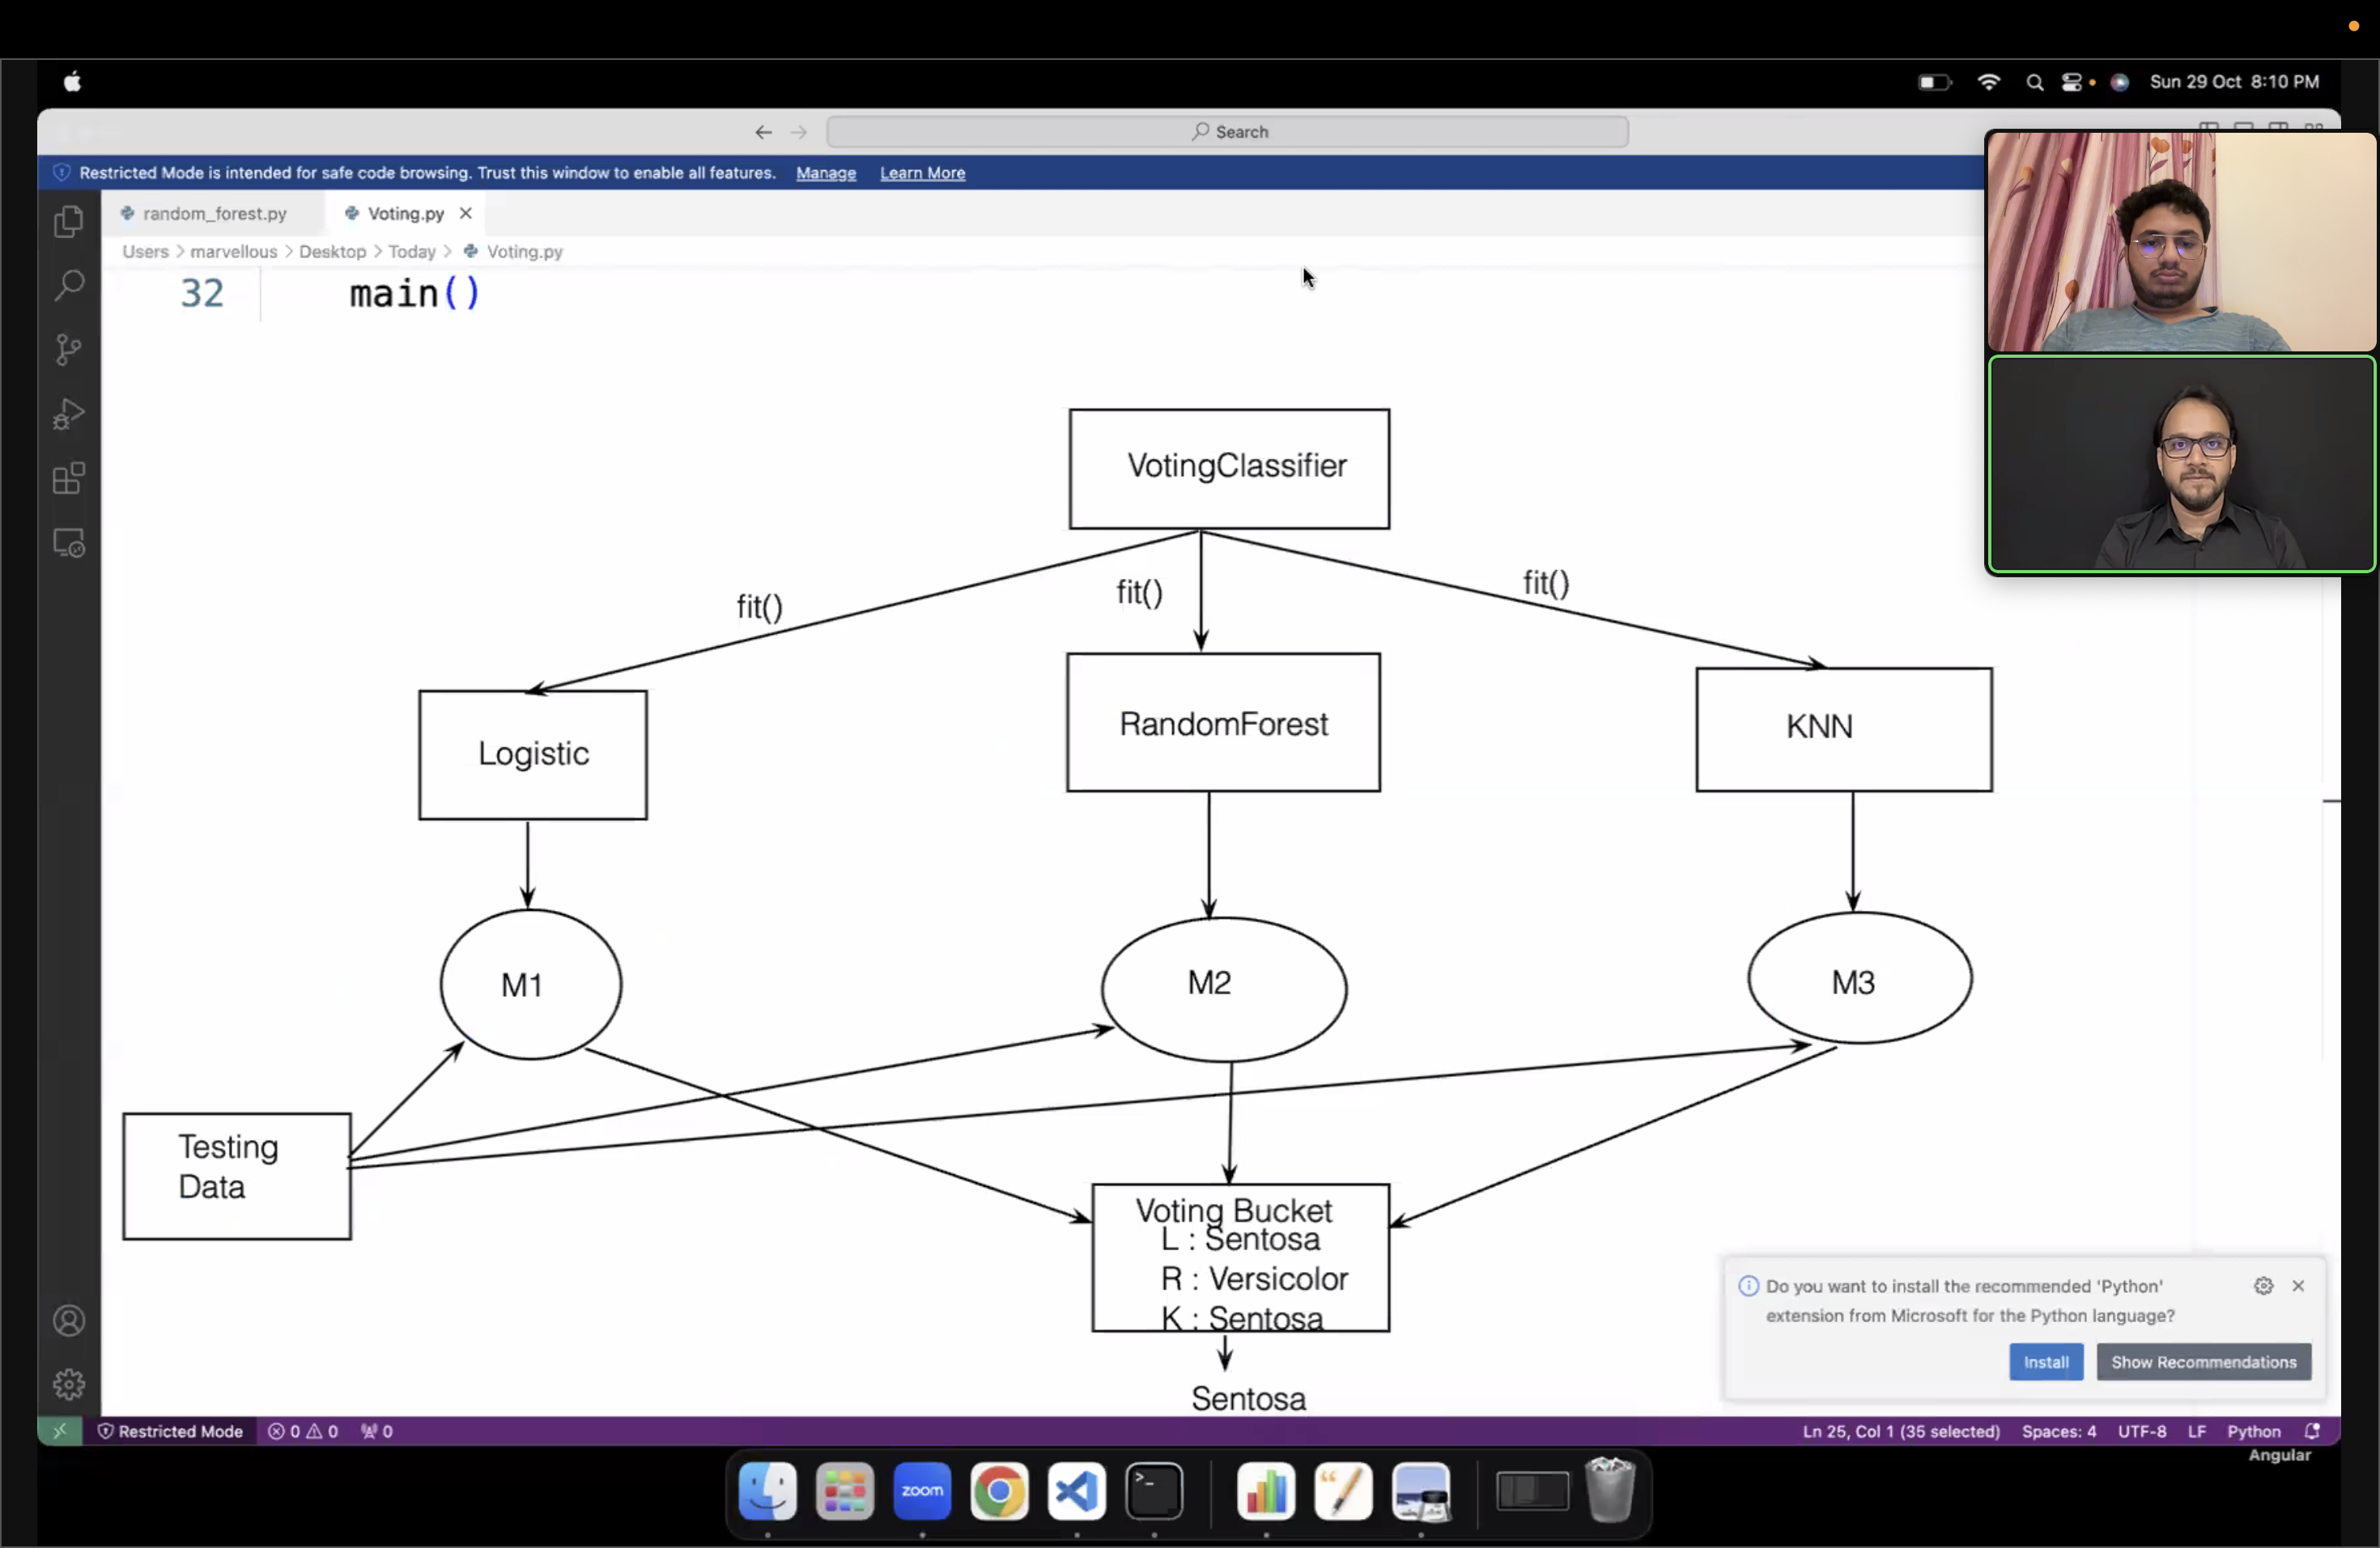 Sun 29 Oct 8:10 PM
Search
Restricted Mode is intended for safe code browsing. Trust this window to enable all features. Manage Learn More
random_forest.py Voting.py
Users > marvellous > Desktop > Today > Voting.py
32 main()
VotingClassifier
fit() fit() fit()
Logistic RandomForest KNN
M1 M2 M3
Testing
Data
Voting Bucket
L : Sentosa
R : Versicolor
K : Sentosa
Sentosa
Do you want to install the recommended 'Python'
extension from Microsoft for the Python language?
Install Show Recommendations
Restricted Mode 0 0 0 Ln 25, Col 1 (35 selected) Spaces: 4 UTF-8 LF Python
Angular
zoom